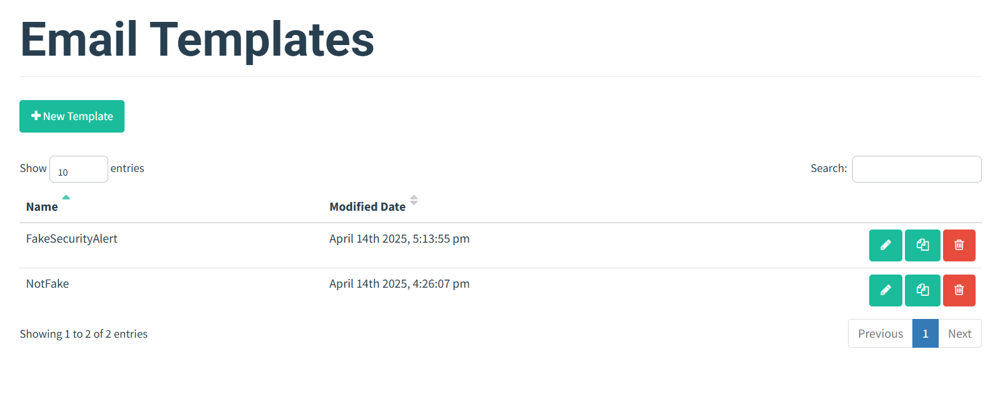 Email Templates
New Template
Show 10 entries
Search:
Name Modified Date
FakeSecurityAlert April 14th 2025, 5:13:55 pm
NotFake April 14th 2025, 4:26:07 pm
Showing 1 to 2 of 2 entries
Previous 1 Next